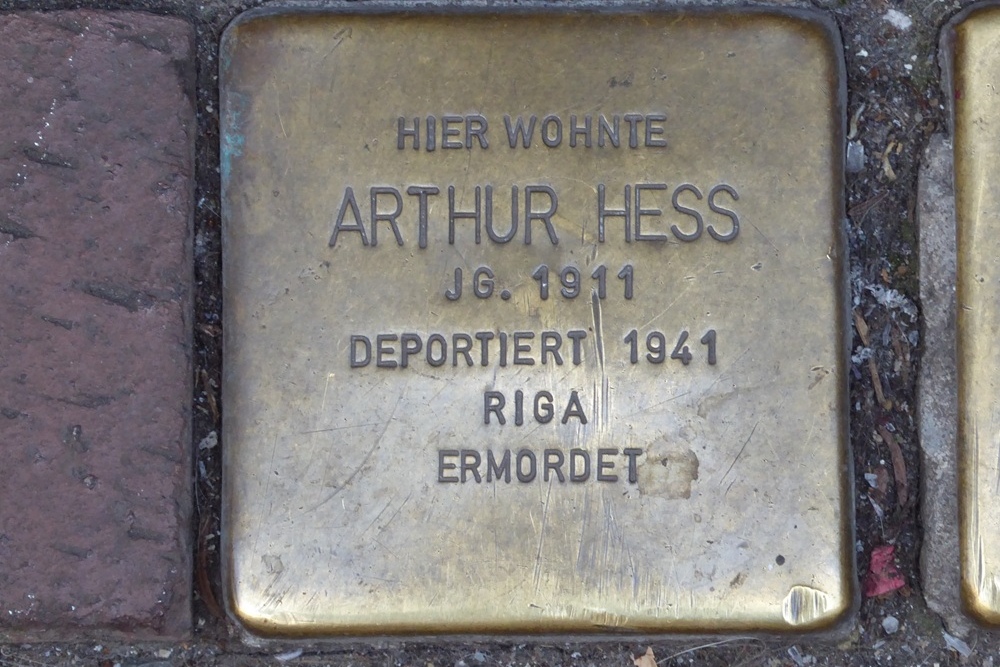 HIER WOHNTE
ARTHUR HESS
JG. 1911
DEPORTIERT 1941
RIGA
ERMORDET